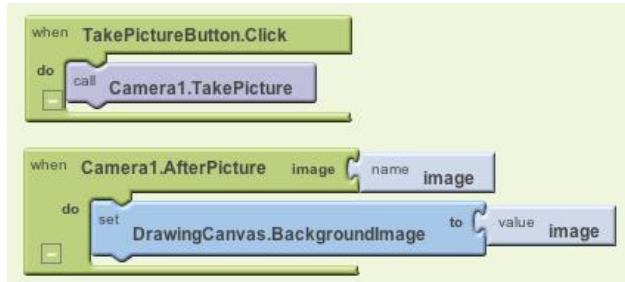 when TakePictureButton.Click
do call Camera1.TakePicture
when Camera1.AfterPicture image name image
do set DrawingCanvas.BackgroundImage to value image